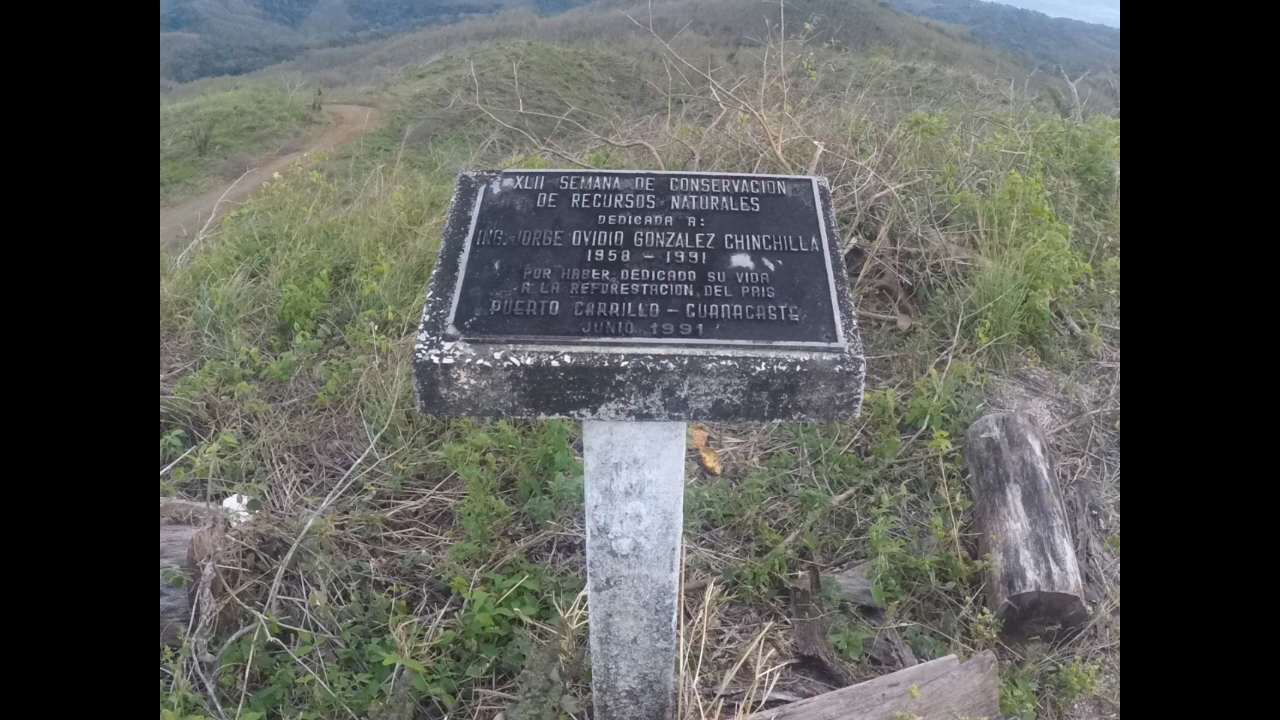 XLII SEMANA DE CONSERVACION
DE RECURSOS NATURALES
DEDICADA A:
ING. JORGE OVIDIO GONZALEZ CHINCHILLA
1958 - 1991
POR HABER DEDICADO SU VIDA
A LA REFORESTACION DEL PAIS
PUERTO CARRILLO - GUANACASTE
JUNIO 1991